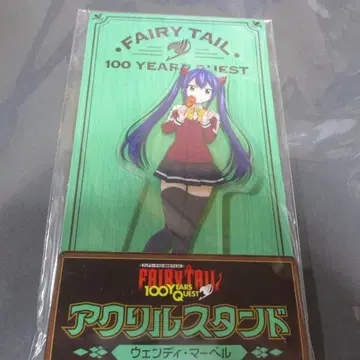 ・FAIRY TAIL・
100 YEARS QUEST
FAIRY TAIL
100 YEARS
QUEST
アクリルスタンド
ウェンディ・マーベル